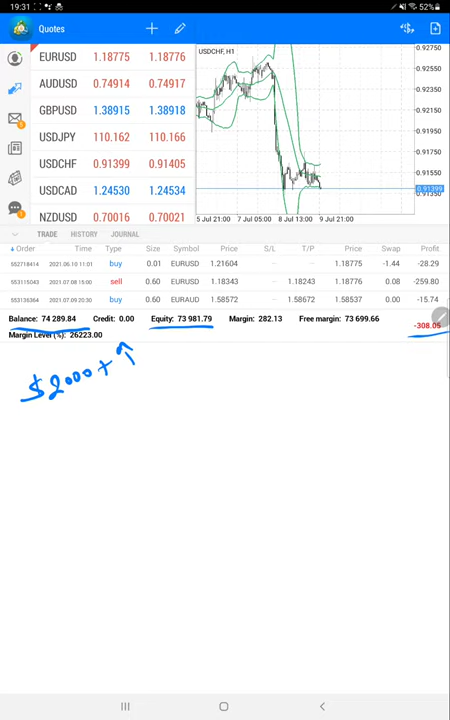 19:31 52%
Quotes
EURUSD 1.18775 1.18776
AUDUSD 0.74914 0.74917
GBPUSD 1.38915 1.38918
USDJPY 110.162 110.166
USDCHF 0.91399 0.91405
USDCAD 1.24530 1.24534
NZDUSD 0.70016 0.70021
USDCHF, H1
0.92750
0.92550
0.92350
0.92150
0.91950
0.91750
0.91550
0.91399
0.91350
5 Jul 21:00 7 Jul 05:00 8 Jul 13:00 9 Jul 21:00
TRADE HISTORY JOURNAL
Order Time Type Size Symbol Price S/L T/P Price Swap Profit
552718414 2021.06.10 11:01 buy 0.01 EURUSD 1.21604 – – 1.18775 -1.44 -28.29
553115043 2021.07.08 15:00 sell 0.60 EURUSD 1.18343 – 1.18243 1.18776 0.08 -259.80
553138364 2021.07.09 20:30 buy 0.60 EURAUD 1.58572 – 1.58672 1.58537 0.00 -15.74
Balance: 74 289.84 Credit: 0.00 Equity: 73 981.79 Margin: 282.13 Free margin: 73 699.66 -308.05
Margin Level (%): 26223.00
$2000+